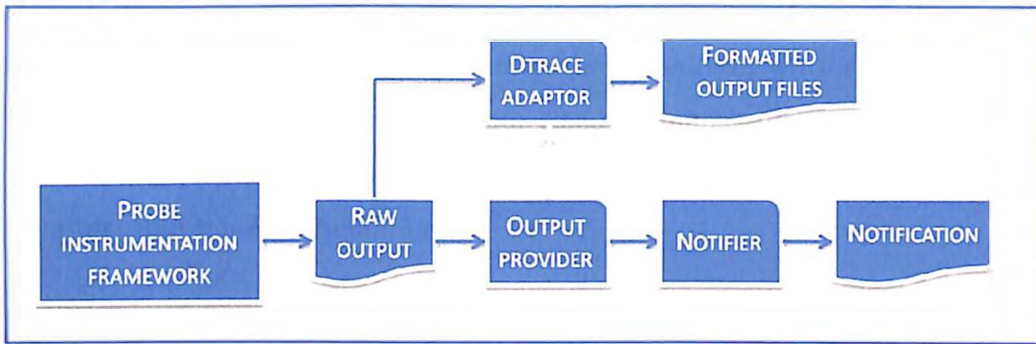 DTRACE
ADAPTOR
FORMATTED
OUTPUT FILES
PROBE
INSTRUMENTATION
FRAMEWORK
RAW
OUTPUT
OUTPUT
PROVIDER
NOTIFIER
NOTIFICATION